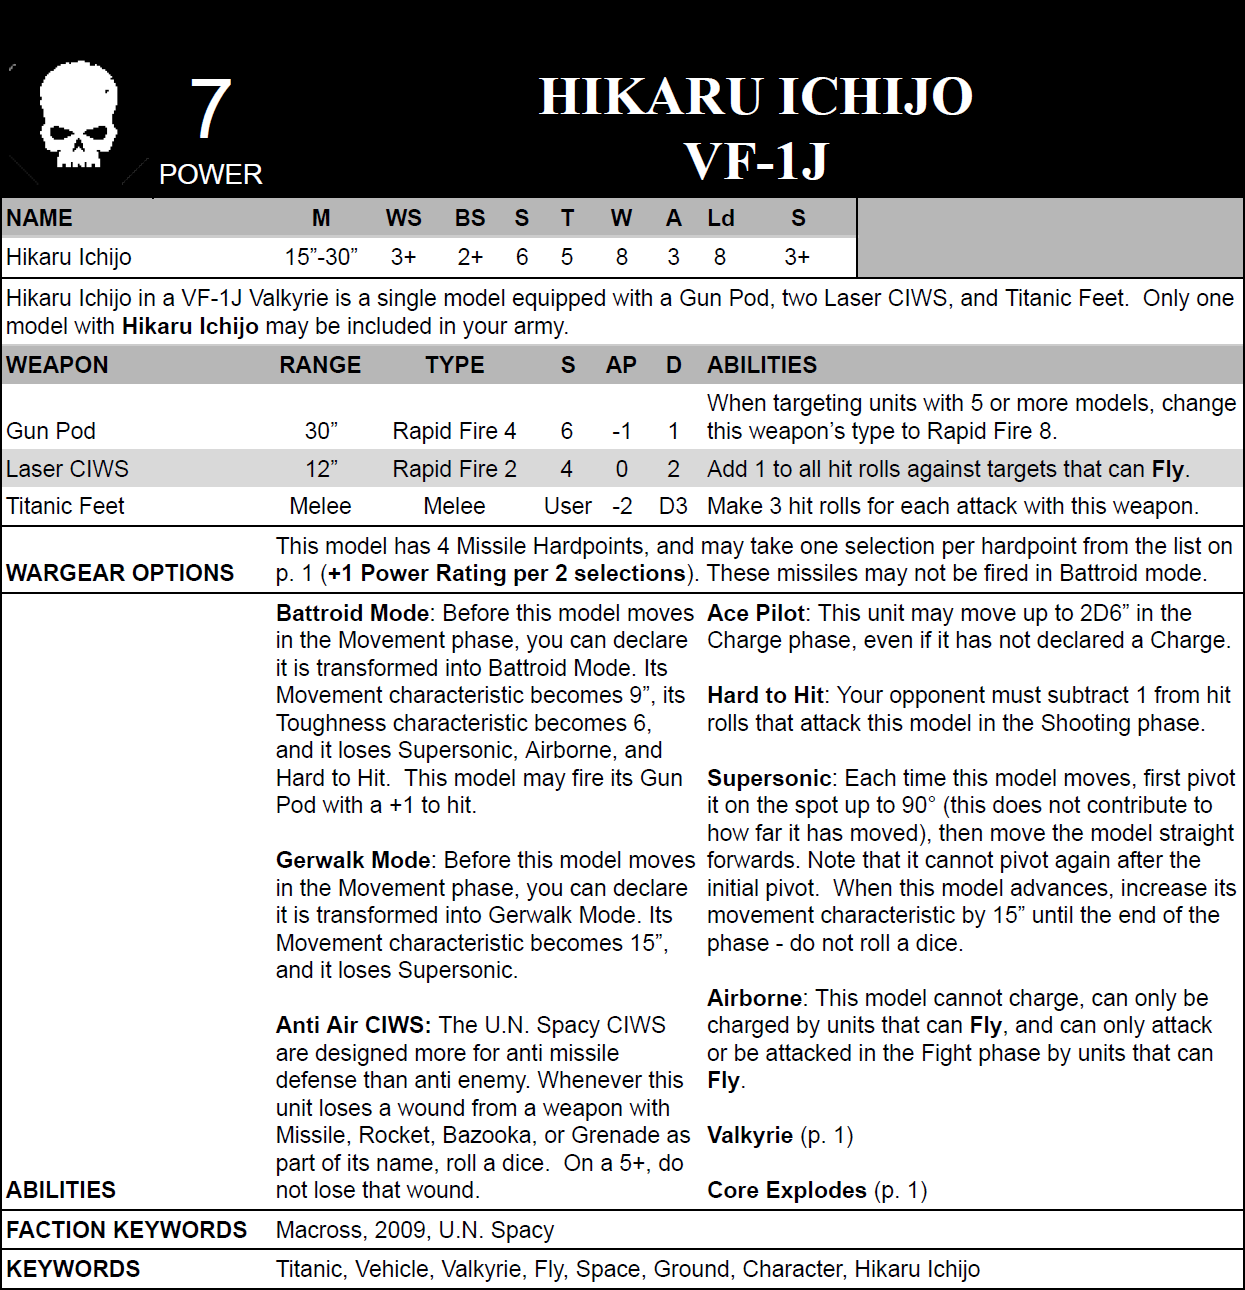 7
POWER
HIKARU ICHIJO
VF-1J
NAME M WS BS S T W A Ld S
Hikaru Ichijo 15”-30” 3+ 2+ 6 5 8 3 8 3+
Hikaru Ichijo in a VF-1J Valkyrie is a single model equipped with a Gun Pod, two Laser CIWS, and Titanic Feet.  Only one
model with Hikaru Ichijo may be included in your army.
WEAPON RANGE TYPE S AP D ABILITIES
When targeting units with 5 or more models, change
Gun Pod 30” Rapid Fire 4 6 -1 1 this weapon’s type to Rapid Fire 8.
Laser CIWS 12” Rapid Fire 2 4 0 2 Add 1 to all hit rolls against targets that can Fly.
Titanic Feet Melee Melee User -2 D3 Make 3 hit rolls for each attack with this weapon.
This model has 4 Missile Hardpoints, and may take one selection per hardpoint from the list on
WARGEAR OPTIONS p. 1 (+1 Power Rating per 2 selections). These missiles may not be fired in Battroid mode.
Battroid Mode: Before this model moves
in the Movement phase, you can declare
it is transformed into Battroid Mode. Its
Movement characteristic becomes 9”, its
Toughness characteristic becomes 6,
and it loses Supersonic, Airborne, and
Hard to Hit.  This model may fire its Gun
Pod with a +1 to hit.
Gerwalk Mode: Before this model moves
in the Movement phase, you can declare
it is transformed into Gerwalk Mode. Its
Movement characteristic becomes 15”,
and it loses Supersonic.
Anti Air CIWS: The U.N. Spacy CIWS
are designed more for anti missile
defense than anti enemy. Whenever this
unit loses a wound from a weapon with
Missile, Rocket, Bazooka, or Grenade as
part of its name, roll a dice.  On a 5+, do
not lose that wound.
Ace Pilot: This unit may move up to 2D6” in the
Charge phase, even if it has not declared a Charge.
Hard to Hit: Your opponent must subtract 1 from hit
rolls that attack this model in the Shooting phase.
Supersonic: Each time this model moves, first pivot
it on the spot up to 90° (this does not contribute to
how far it has moved), then move the model straight
forwards. Note that it cannot pivot again after the
initial pivot.  When this model advances, increase its
movement characteristic by 15” until the end of the
phase - do not roll a dice.
Airborne: This model cannot charge, can only be
charged by units that can Fly, and can only attack
or be attacked in the Fight phase by units that can
Fly.
Valkyrie (p. 1)
Core Explodes (p. 1)
ABILITIES
FACTION KEYWORDS Macross, 2009, U.N. Spacy
KEYWORDS Titanic, Vehicle, Valkyrie, Fly, Space, Ground, Character, Hikaru Ichijo